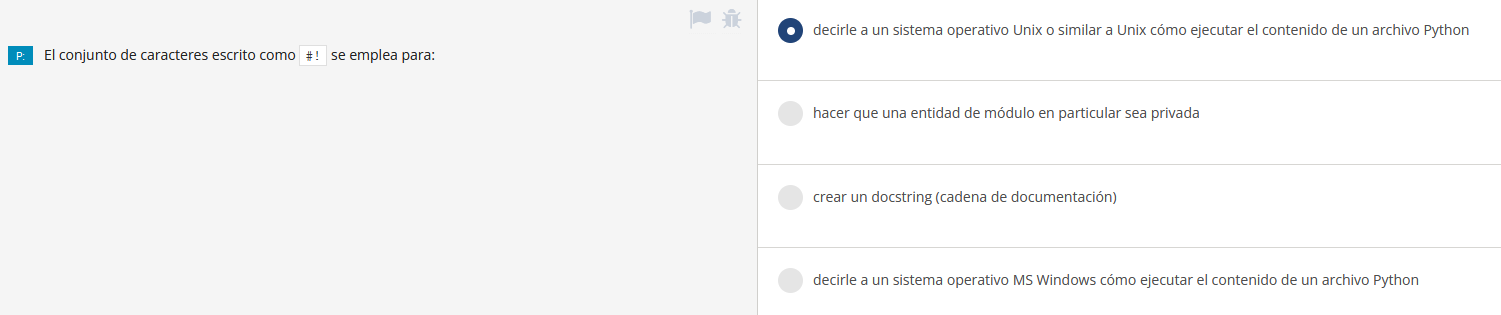 P: El conjunto de caracteres escrito como #! se emplea para:
decirle a un sistema operativo Unix o similar a Unix cómo ejecutar el contenido de un archivo Python
hacer que una entidad de módulo en particular sea privada
crear un docstring (cadena de documentación)
decirle a un sistema operativo MS Windows cómo ejecutar el contenido de un archivo Python